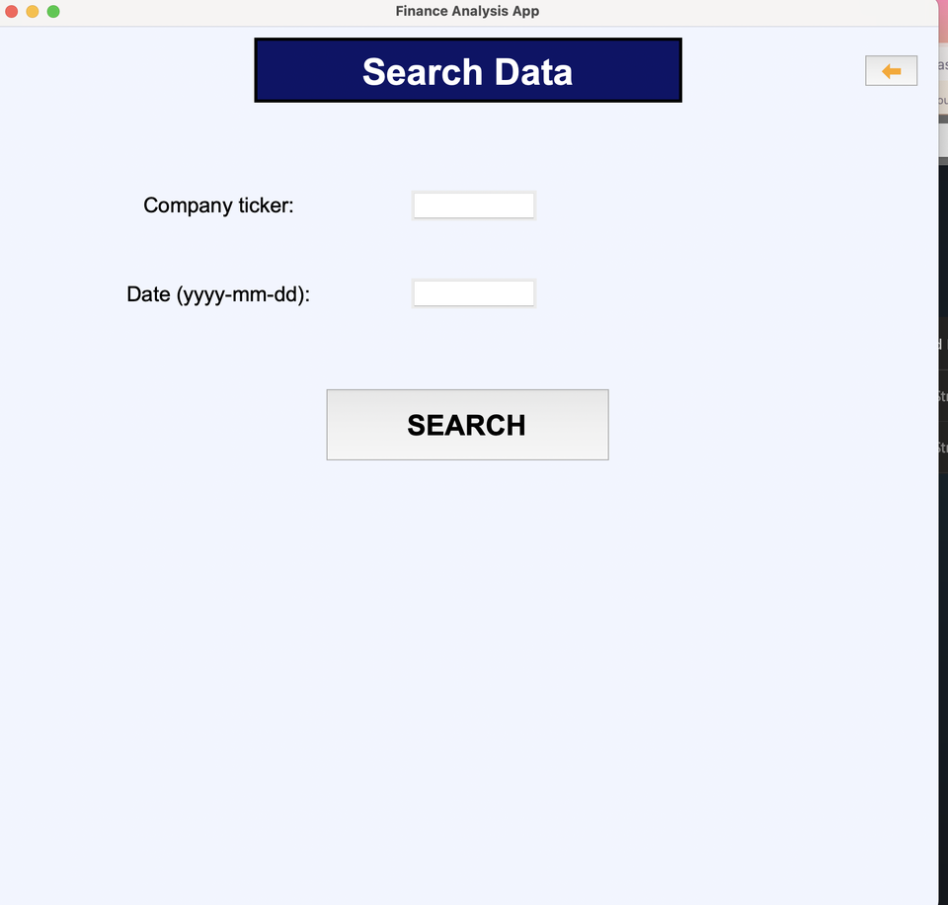 Finance Analysis App
Search Data
Company ticker:
Date (yyyy-mm-dd):
SEARCH